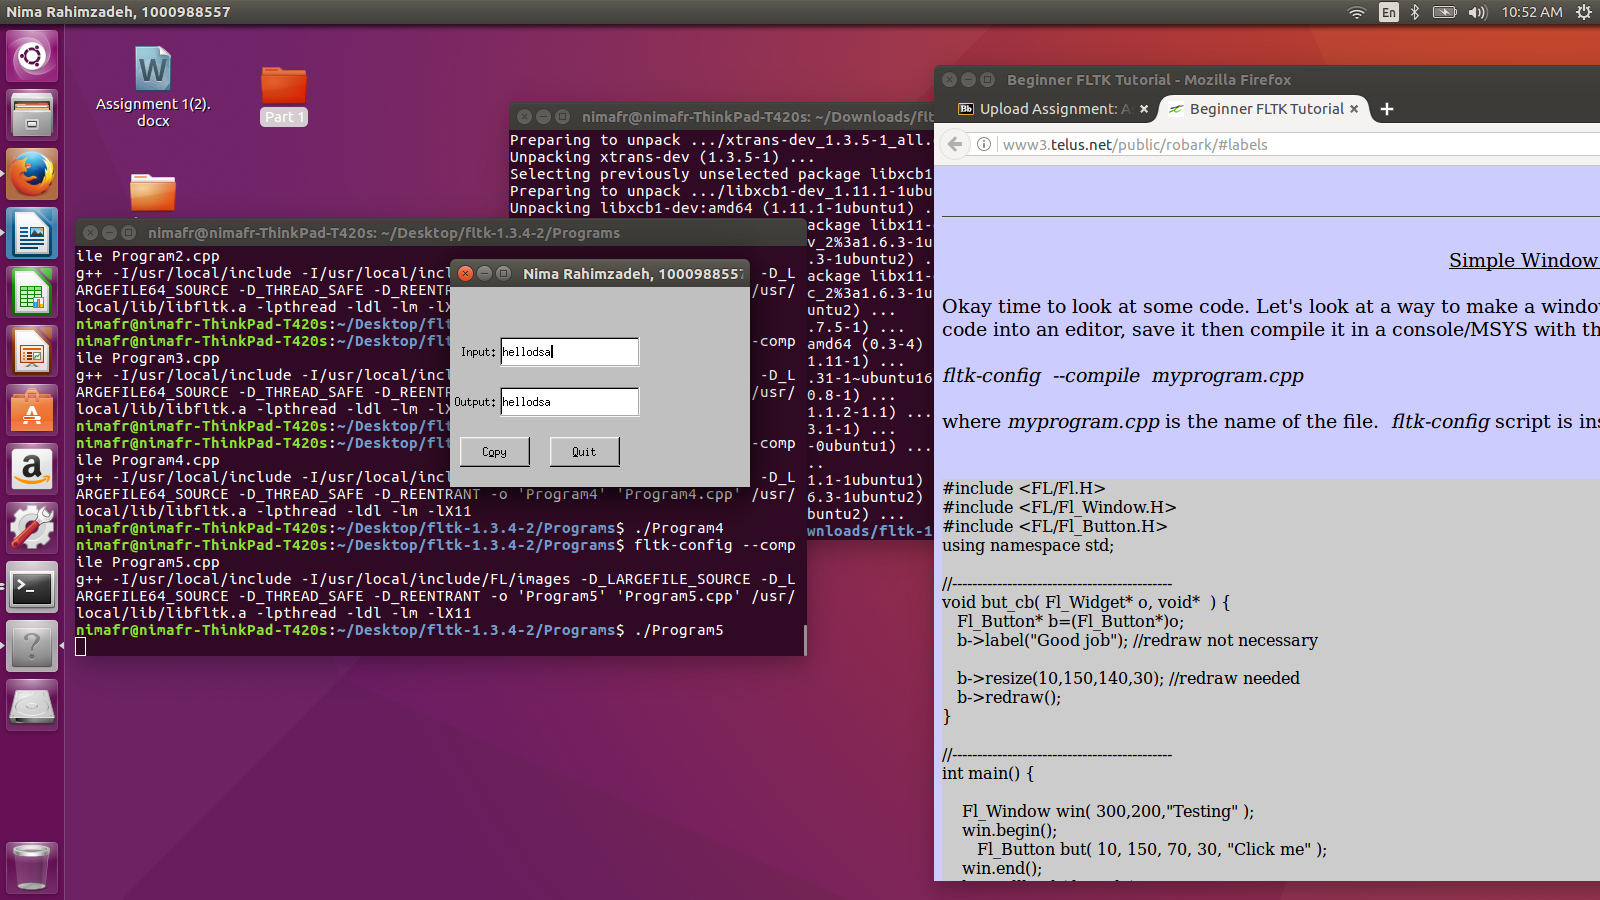 Nima Rahimzadeh, 1000988557
En
10:52 AM
Assignment 1(2).
docx
Part 1
nimafr@nimafr-ThinkPad-T420s: ~/Downloads/flt
Preparing to unpack .../xtrans-dev_1.3.5-1_all.
Unpacking xtrans-dev (1.3.5-1) ...
Selecting previously unselected package libxcb1
Preparing to unpack .../libxcb1-dev_1.11.1-1ubu
Unpacking libxcb1-dev:amd64 (1.11.1-1ubuntu1) .
ackage libx11-
v_2%3a1.6.3-1u
.3-1ubuntu2) .
ackage libx11-
c_2%3a1.6.3-1u
untu2) ...
.7.5-1) ...
amd64 (0.3-4)
1.11-1) ...
.31-1~ubuntu16
0.8-1) ...
1.1.2-1.1) ...
3.1-1) ...
-0ubuntu1) ...
..
1.1-1ubuntu1)
6.3-1ubuntu2)
buntu2) ...
wnloads/fltk-1
nimafr@nimafr-ThinkPad-T420s: ~/Desktop/fltk-1.3.4-2/Programs
ile Program2.cpp
g++ -I/usr/local/include -I/usr/local/incl -D_L
ARGEFILE64_SOURCE -D_THREAD_SAFE -D_REENTR /usr/
local/lib/libfltk.a -lpthread -ldl -lm -lX
nimafr@nimafr-ThinkPad-T420s:~/Desktop/flt
nimafr@nimafr-ThinkPad-T420s:~/Desktop/flt -comp
ile Program3.cpp
g++ -I/usr/local/include -I/usr/local/incl -D_L
ARGEFILE64_SOURCE -D_THREAD_SAFE -D_REENTR /usr/
local/lib/libfltk.a -lpthread -ldl -lm -lX
nimafr@nimafr-ThinkPad-T420s:~/Desktop/flt
nimafr@nimafr-ThinkPad-T420s:~/Desktop/flt -comp
ile Program4.cpp
g++ -I/usr/local/include -I/usr/local/incl -D_L
ARGEFILE64_SOURCE -D_THREAD_SAFE -D_REENTRANT -o 'Program4' 'Program4.cpp' /usr/
local/lib/libfltk.a -lpthread -ldl -lm -lX11
nimafr@nimafr-ThinkPad-T420s:~/Desktop/fltk-1.3.4-2/Programs$ ./Program4
nimafr@nimafr-ThinkPad-T420s:~/Desktop/fltk-1.3.4-2/Programs$ fltk-config --comp
ile Program5.cpp
g++ -I/usr/local/include -I/usr/local/include/FL/images -D_LARGEFILE_SOURCE -D_L
ARGEFILE64_SOURCE -D_THREAD_SAFE -D_REENTRANT -o 'Program5' 'Program5.cpp' /usr/
local/lib/libfltk.a -lpthread -ldl -lm -lX11
nimafr@nimafr-ThinkPad-T420s:~/Desktop/fltk-1.3.4-2/Programs$ ./Program5
Nima Rahimzadeh, 1000988557
Input: hellodsa
Output: hellodsa
Copy Quit
Beginner FLTK Tutorial - Mozilla Firefox
Bb Upload Assignment: As
Beginner FLTK Tutorial
www3.telus.net/public/robark/#labels
Simple Window
Okay time to look at some code. Let's look at a way to make a windo
code into an editor, save it then compile it in a console/MSYS with th
fltk-config --compile myprogram.cpp
where myprogram.cpp is the name of the file. fltk-config script is ins
#include <FL/Fl.H>
#include <FL/Fl_Window.H>
#include <FL/Fl_Button.H>
using namespace std;
//-------------------------------------------
void but_cb( Fl_Widget* o, void* ) {
Fl_Button* b=(Fl_Button*)o;
b->label("Good job"); //redraw not necessary
b->resize(10,150,140,30); //redraw needed
b->redraw();
}
//-------------------------------------------
int main() {
Fl_Window win( 300,200,"Testing" );
win.begin();
Fl_Button but( 10, 150, 70, 30, "Click me" );
win.end();